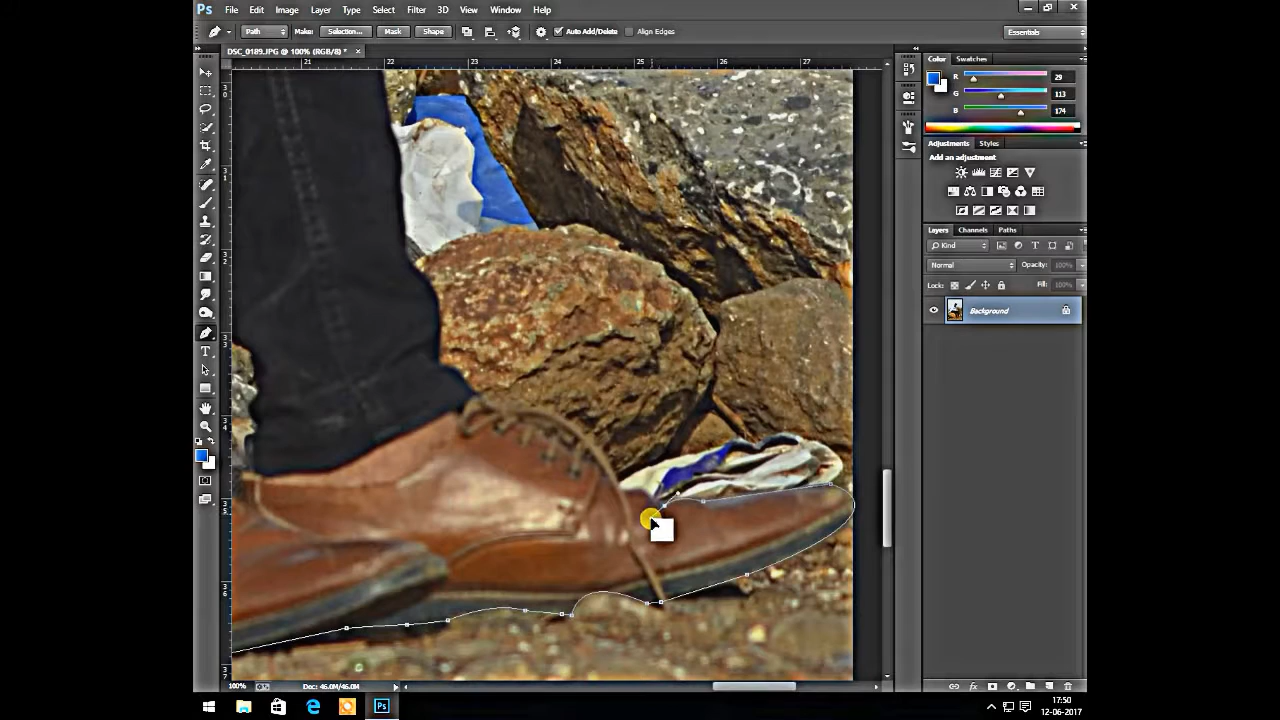 Ps File Edit Image Layer Type Select Filter 3D View Window Help
Path Make: Selection... Mask Shape Auto Add/Delete Align Edges Essentials
DSC_0189.JPG @ 100% (RGB/8) *
21 22 23 24 25 26 27
Color Swatches
R 29
G 113
B 174
Adjustments Styles
Add an adjustment
Layers Channels Paths
Kind
Normal Opacity: 100%
Lock: Fill: 100%
Background
100% Doc: 46.0M/46.0M
17:50
12-06-2017